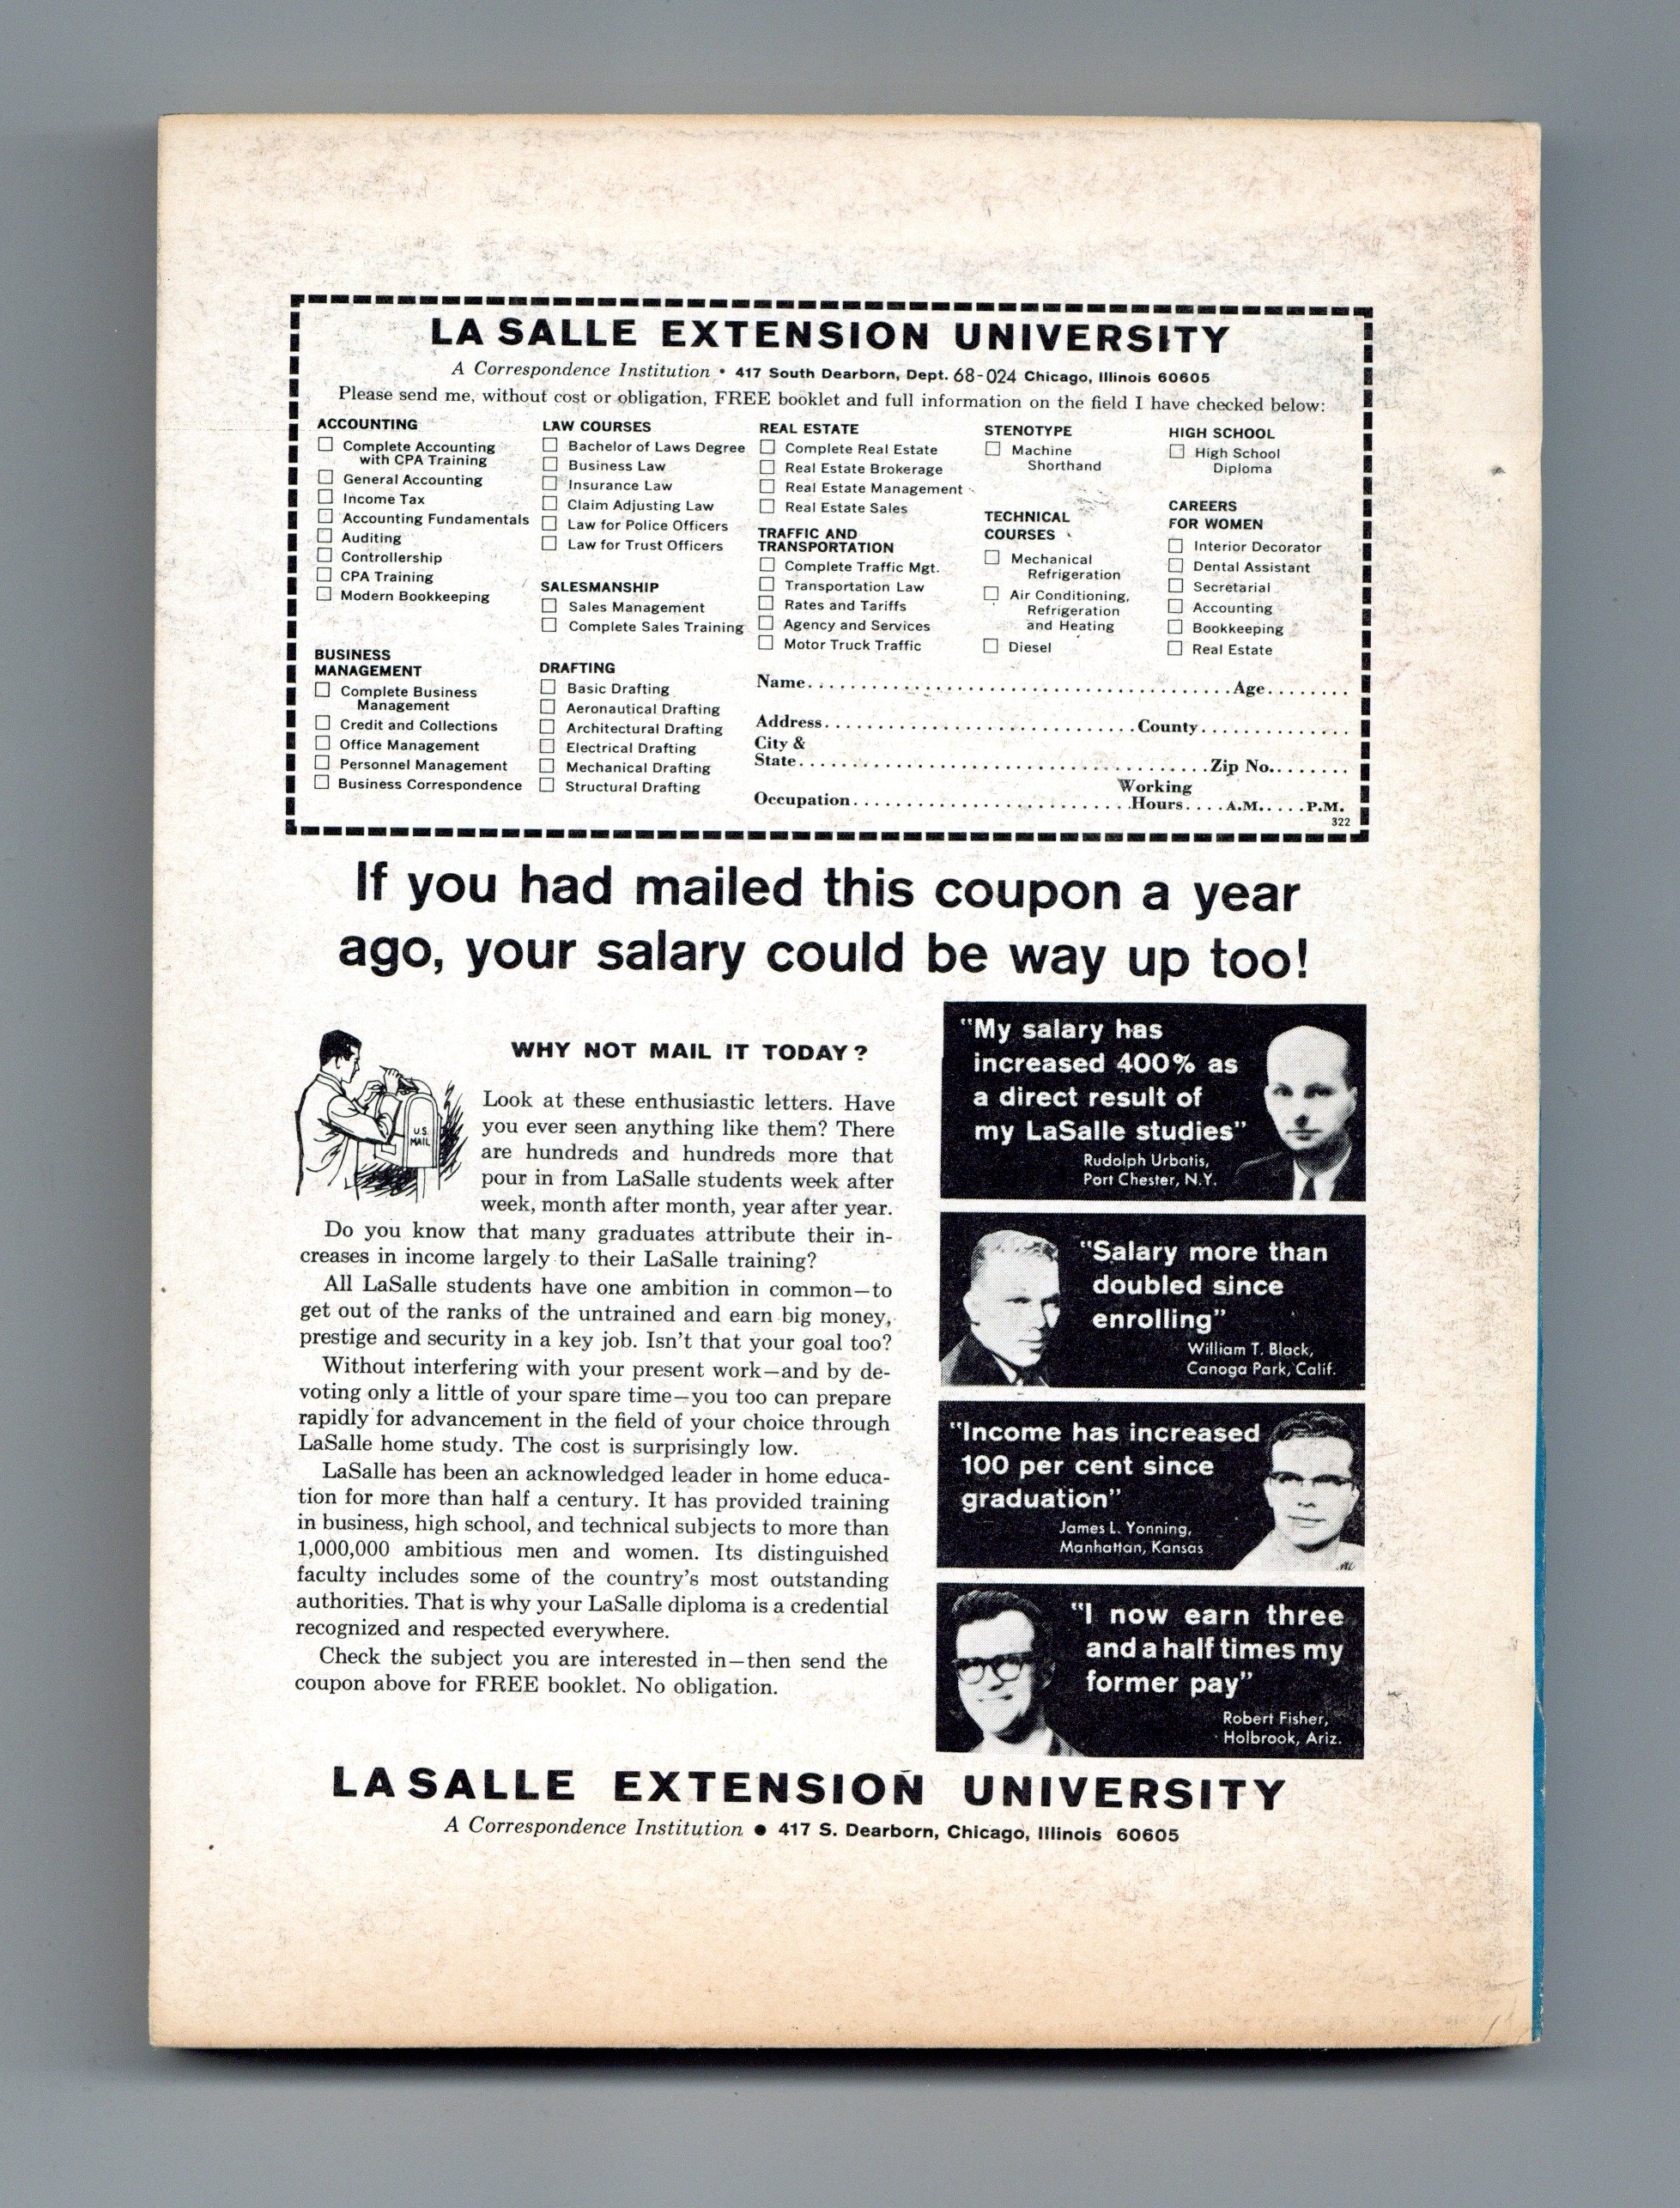 LA SALLE EXTENSION UNIVERSITY
A Correspondence Institution • 417 South Dearborn, Dept. 68-024 Chicago, Illinois 60605
Please send me, without cost or obligation, FREE booklet and full information on the field I have checked below:
ACCOUNTING
Complete Accounting
with CPA Training
General Accounting
Income Tax
Accounting Fundamentals
Auditing
Controllership
CPA Training
Modern Bookkeeping
BUSINESS
MANAGEMENT
Complete Business
Management
Credit and Collections
Office Management
Personnel Management
Business Correspondence
LAW COURSES
Bachelor of Laws Degree
Business Law
Insurance Law
Claim Adjusting Law
Law for Police Officers
Law for Trust Officers
SALESMANSHIP
Sales Management
Complete Sales Training
DRAFTING
Basic Drafting
Aeronautical Drafting
Architectural Drafting
Electrical Drafting
Mechanical Drafting
Structural Drafting
REAL ESTATE
Complete Real Estate
Real Estate Brokerage
Real Estate Management
Real Estate Sales
TRAFFIC AND
TRANSPORTATION
Complete Traffic Mgt.
Transportation Law
Rates and Tariffs
Agency and Services
Motor Truck Traffic
STENOTYPE
Machine
Shorthand
TECHNICAL
COURSES
Mechanical
Refrigeration
Air Conditioning,
Refrigeration
and Heating
Diesel
HIGH SCHOOL
High School
Diploma
CAREERS
FOR WOMEN
Interior Decorator
Dental Assistant
Secretarial
Accounting
Bookkeeping
Real Estate
Name........................................Age........
Address.............................County..............
City &
State.......................................Zip No........
Working
Occupation..........................Hours....A.M.....P.M.
322
If you had mailed this coupon a year
ago, your salary could be way up too!
U.S.
MAIL
WHY NOT MAIL IT TODAY?
Look at these enthusiastic letters. Have
you ever seen anything like them? There
are hundreds and hundreds more that
pour in from LaSalle students week after
week, month after month, year after year.
Do you know that many graduates attribute their in-
creases in income largely to their LaSalle training?
All LaSalle students have one ambition in common—to
get out of the ranks of the untrained and earn big money,
prestige and security in a key job. Isn't that your goal too?
Without interfering with your present work—and by de-
voting only a little of your spare time—you too can prepare
rapidly for advancement in the field of your choice through
LaSalle home study. The cost is surprisingly low.
LaSalle has been an acknowledged leader in home educa-
tion for more than half a century. It has provided training
in business, high school, and technical subjects to more than
1,000,000 ambitious men and women. Its distinguished
faculty includes some of the country's most outstanding
authorities. That is why your LaSalle diploma is a credential
recognized and respected everywhere.
Check the subject you are interested in—then send the
coupon above for FREE booklet. No obligation.
"My salary has
increased 400% as
a direct result of
my LaSalle studies"
Rudolph Urbatis,
Port Chester, N.Y.
"Salary more than
doubled since
enrolling"
William T. Black,
Canoga Park, Calif.
"Income has increased
100 per cent since
graduation"
James L. Yonning,
Manhattan, Kansas
"I now earn three
and a half times my
former pay"
Robert Fisher,
Holbrook, Ariz.
LA SALLE EXTENSION UNIVERSITY
A Correspondence Institution • 417 S. Dearborn, Chicago, Illinois 60605